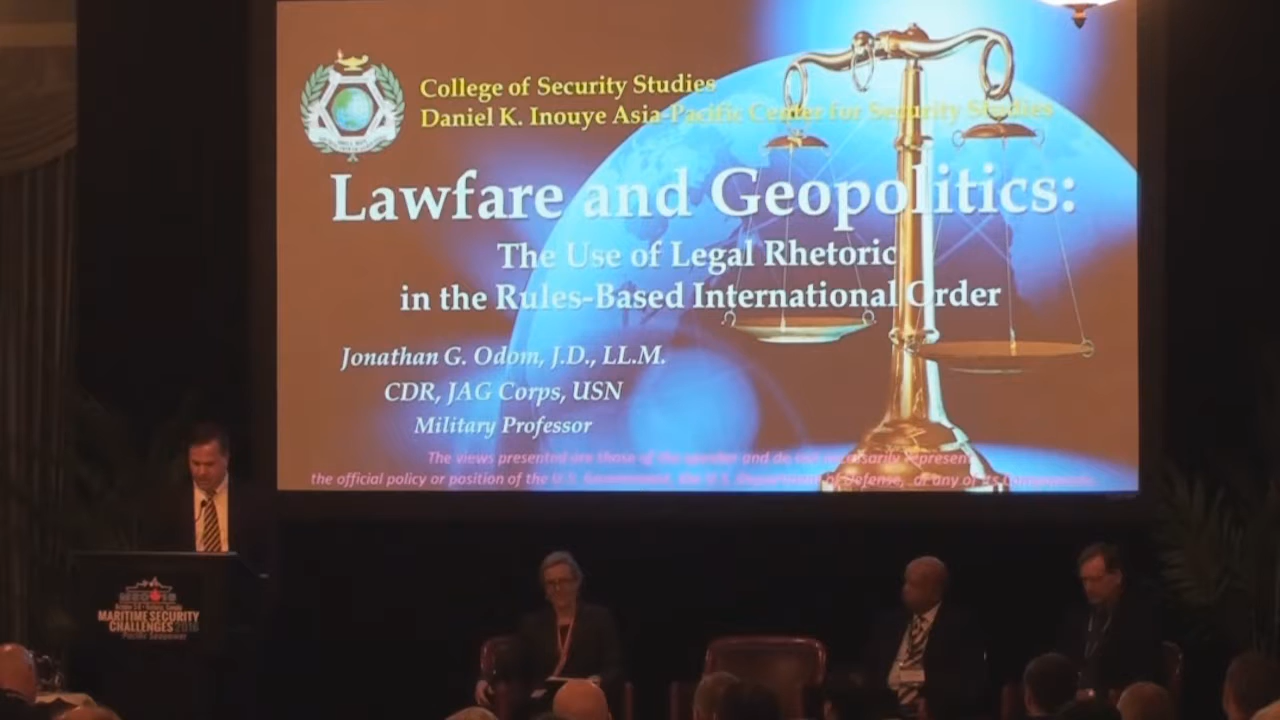 College of Security Studies
Daniel K. Inouye Asia-Pacific Center for Security Studies
Lawfare and Geopolitics:
The Use of Legal Rhetoric
in the Rules-Based International Order
Jonathan G. Odom, J.D., LL.M.
CDR, JAG Corps, USN
Military Professor
The views presented are those of the speaker and do not necessarily represent
the official policy or position of the U.S. Government, the U.S. Department of Defense, or any of its Components.
MARITIME SECURITY
CHALLENGES 2016
Pacific Seapower